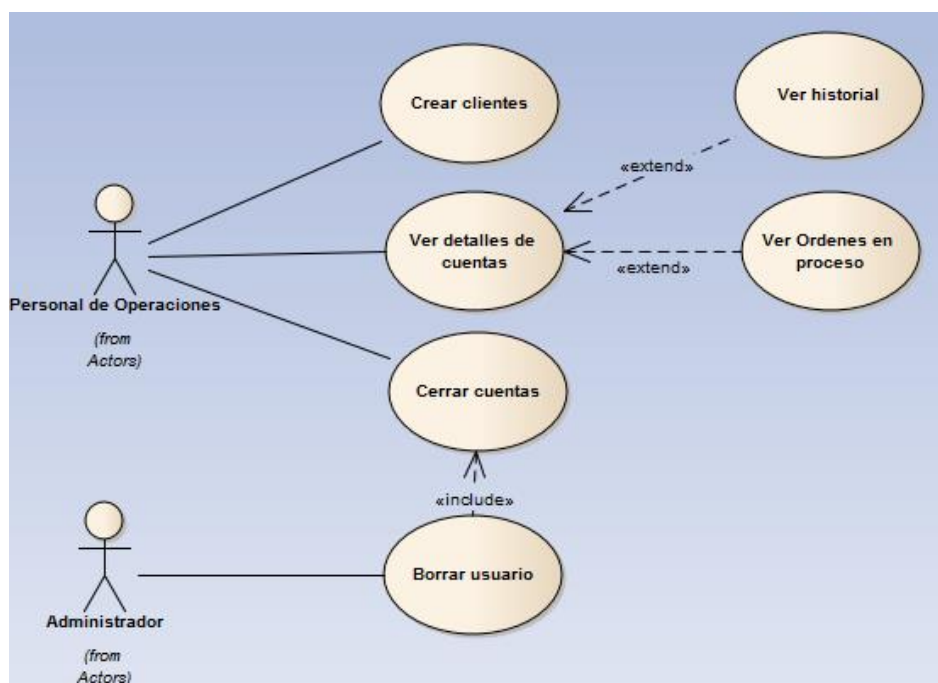 Crear clientes
Ver historial
«extend»
Ver detalles de
cuentas
Ver Ordenes en
proceso
«extend»
Personal de Operaciones
(from
Actors)
Cerrar cuentas
«include»
Borrar usuario
Administrador
(from
Actors)